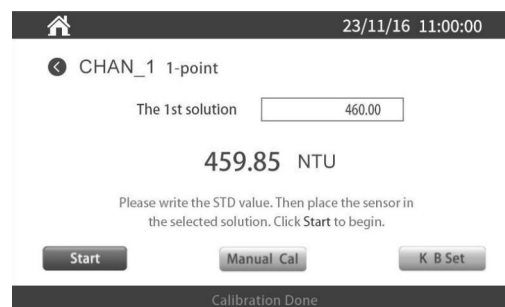 23/11/16 11:00:00
CHAN_1 1-point
The 1st solution 460.00
459.85 NTU
Please write the STD value. Then place the sensor in
the selected solution. Click Start to begin.
Start Manual Cal K B Set
Calibration Done